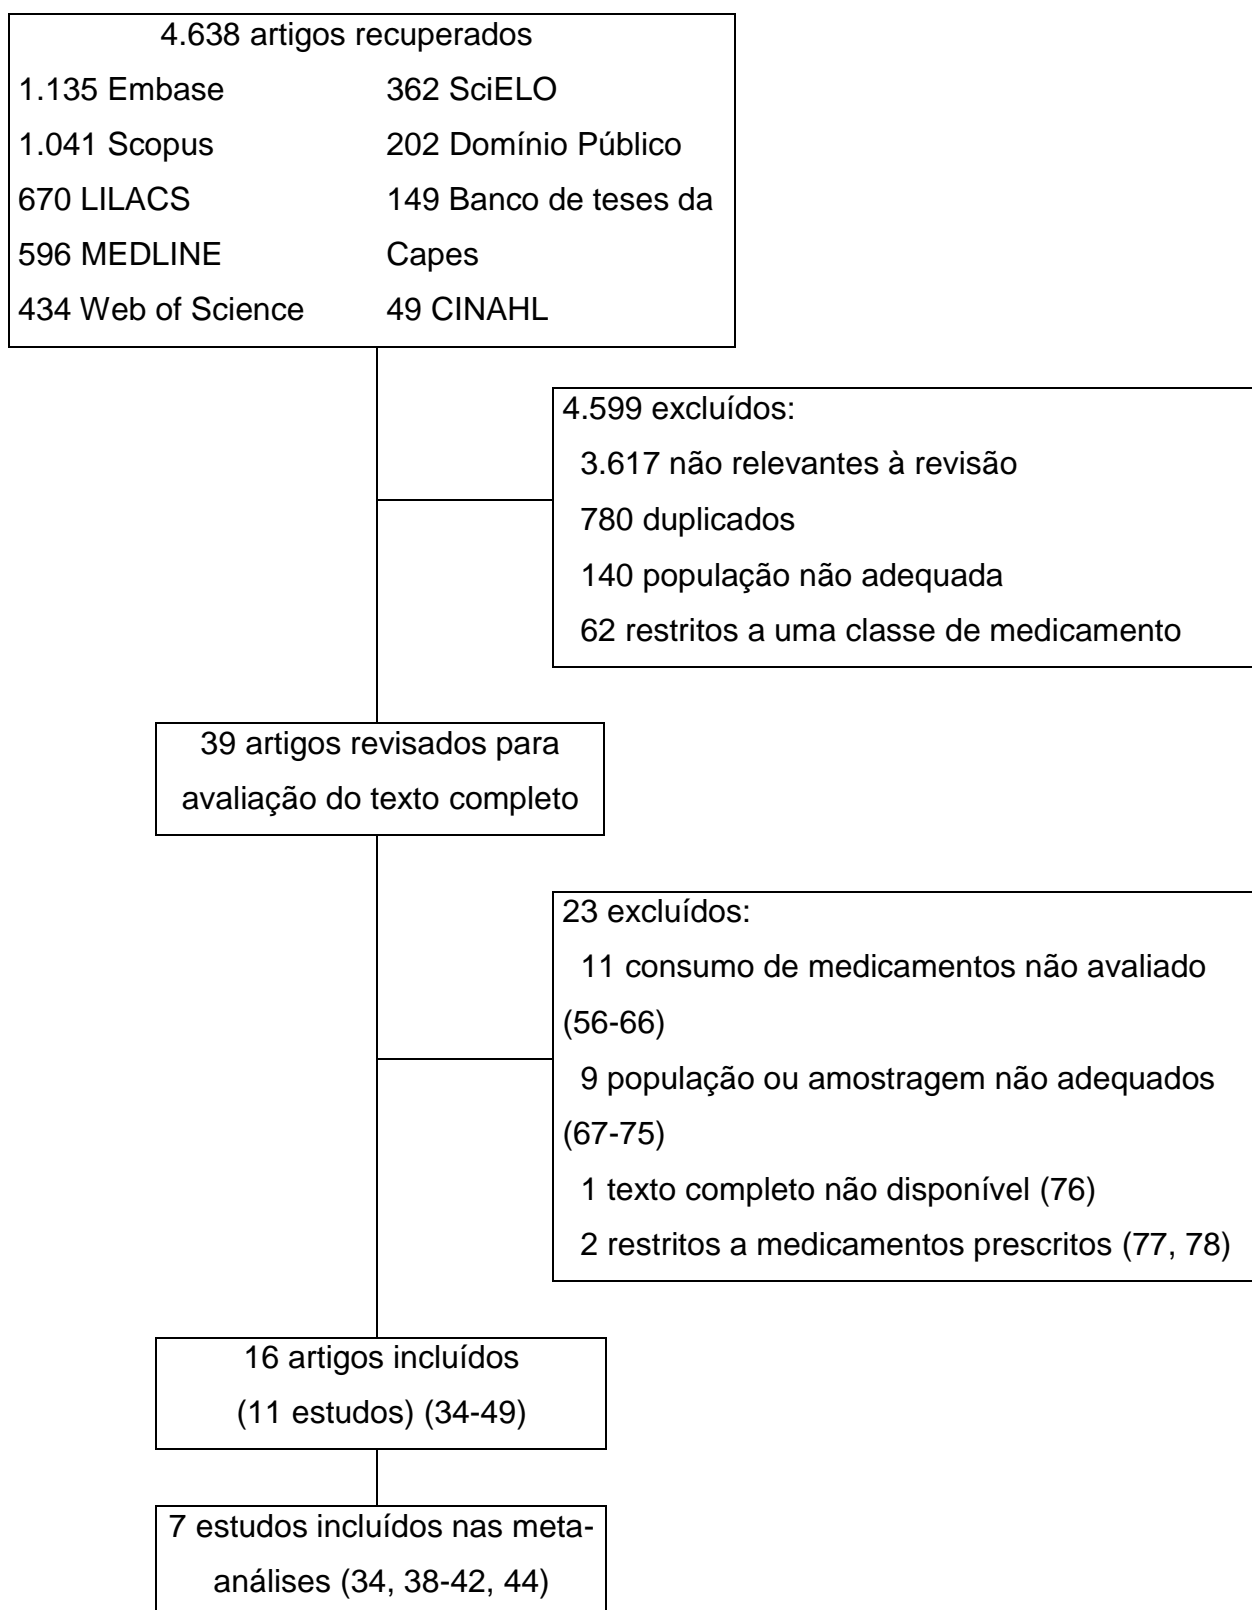 4.638 artigos recuperados
1.135 Embase
1.041 Scopus
670 LILACS
596 MEDLINE
434 Web of Science
362 SciELO
202 Domínio Público
149 Banco de teses da
Capes
49 CINAHL
4.599 excluídos:
3.617 não relevantes à revisão
780 duplicados
140 população não adequada
62 restritos a uma classe de medicamento
39 artigos revisados para
avaliação do texto completo
23 excluídos:
11 consumo de medicamentos não avaliado
(56-66)
9 população ou amostragem não adequados
(67-75)
1 texto completo não disponível (76)
2 restritos a medicamentos prescritos (77, 78)
16 artigos incluídos
(11 estudos) (34-49)
7 estudos incluídos nas meta-
análises (34, 38-42, 44)